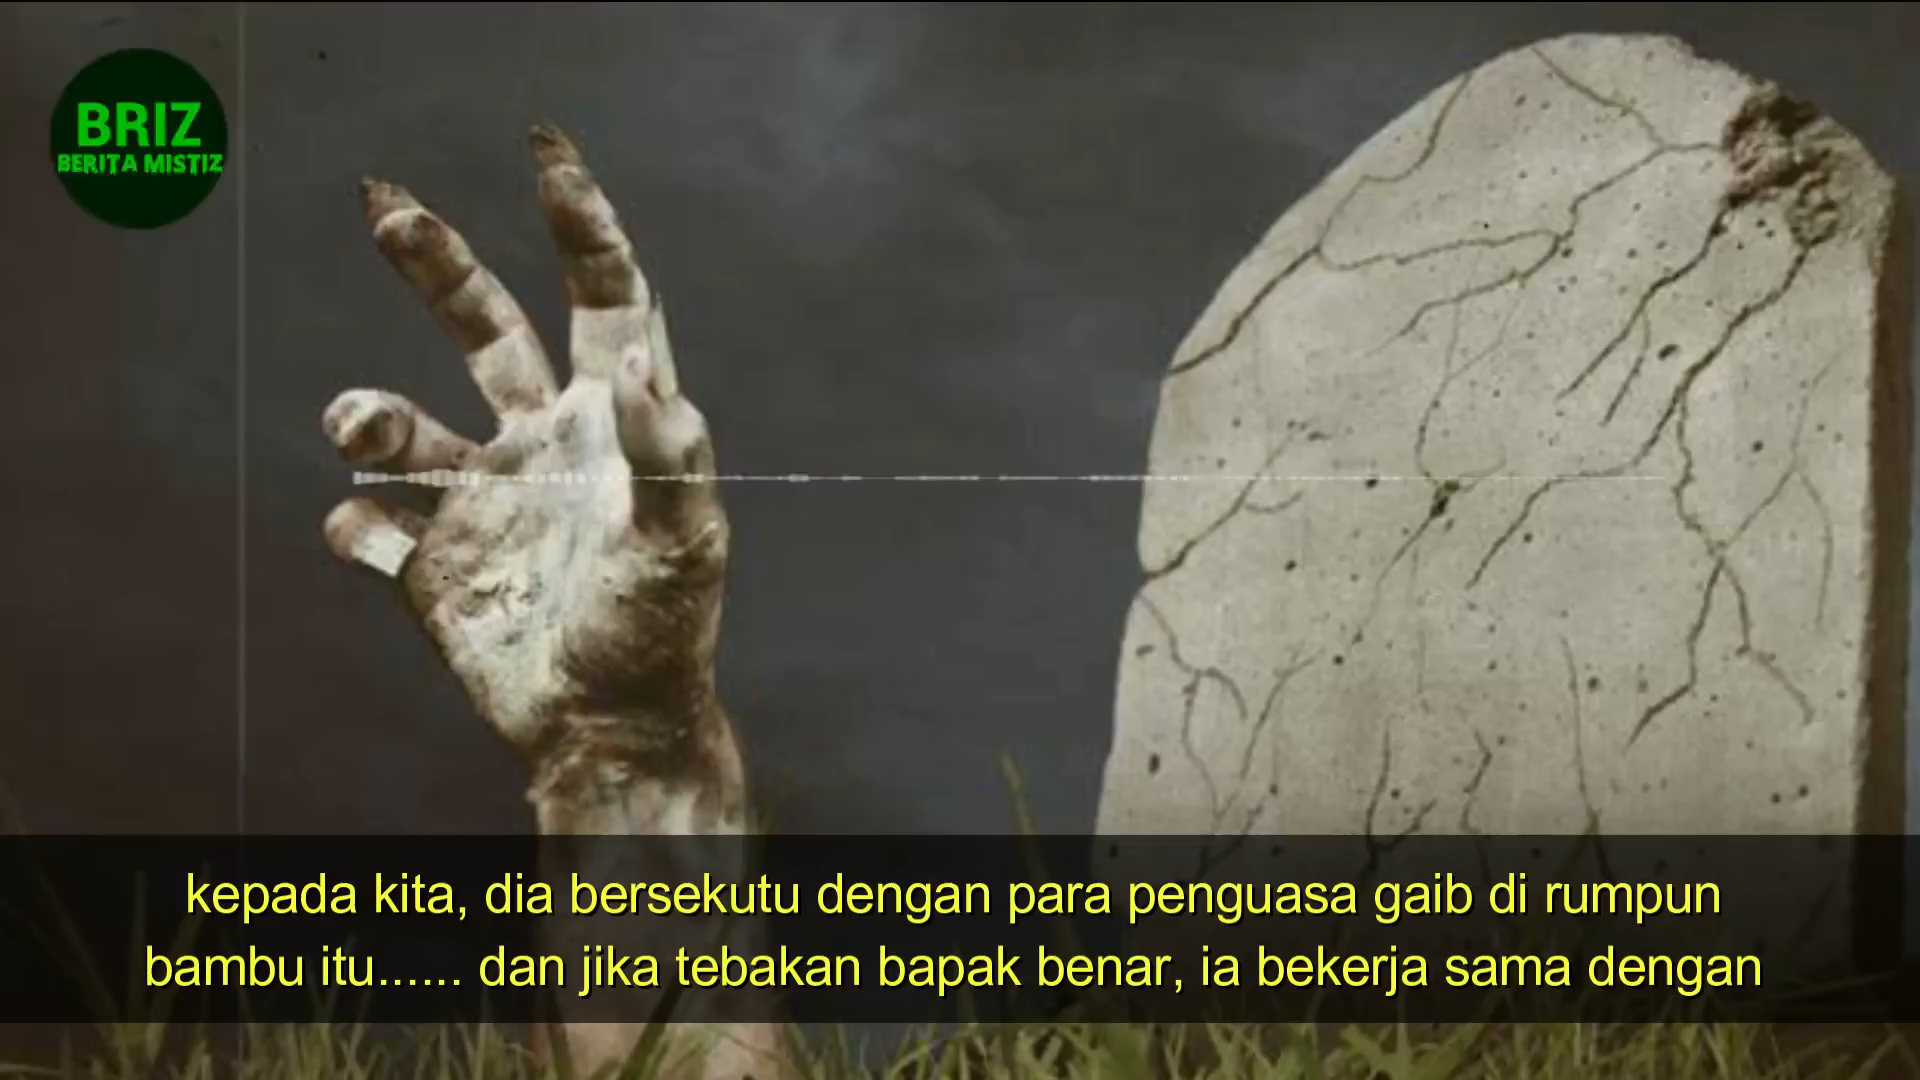 BRIZ
BERITA MISTIZ
kepada kita, dia bersekutu dengan para penguasa gaib di rumpun
bambu itu...... dan jika tebakan bapak benar, ia bekerja sama dengan